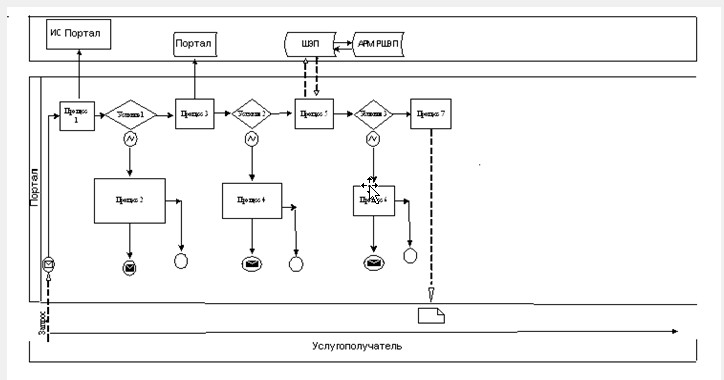 ИС Портал
Портал
ШЭП
АРМ РШЭП
Процесс
1
Условие 1
Процесс 3
Условие 2
Процесс 5
Условие 3
Процесс 7
Процесс 2
Процесс 4
Процесс 6
Портал
Запрос
Услугополучатель